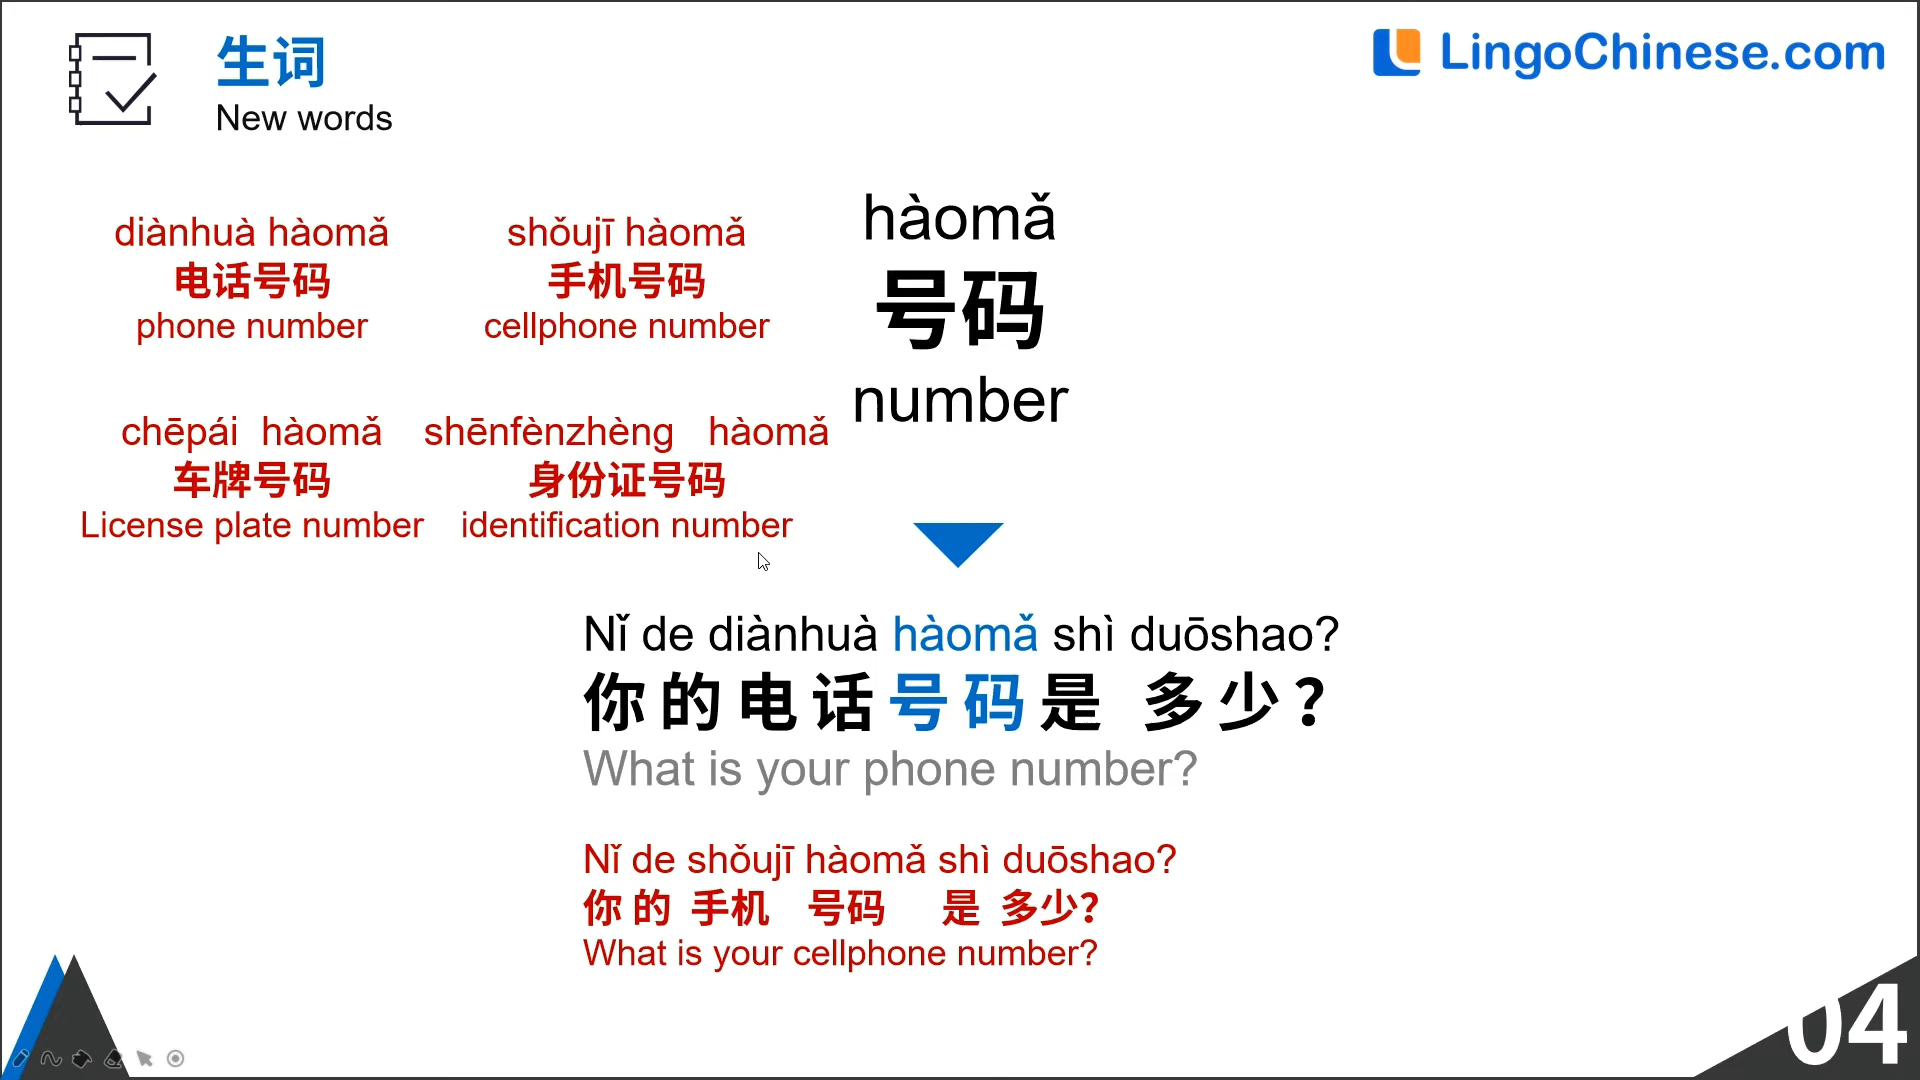 生词
New words
LingoChinese.com
hàomǎ
号码
number
diànhuà hàomǎ
电话号码
phone number
shǒujī hàomǎ
手机号码
cellphone number
chēpái hàomǎ
车牌号码
License plate number
shēnfènzhèng hàomǎ
身份证号码
identification number
Nǐ de diànhuà hàomǎ shì duōshao?
你的电话号码是 多少?
What is your phone number?
Nǐ de shǒujī hàomǎ shì duōshao?
你的 手机 号码 是 多少?
What is your cellphone number?
04